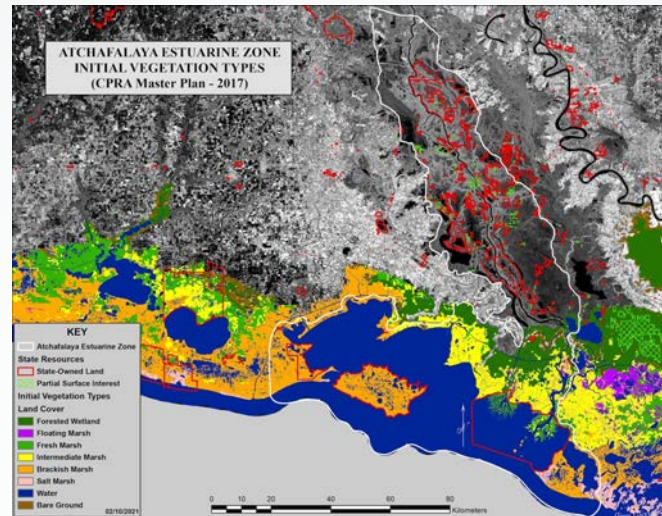 ATCHAFALAYA ESTUARINE ZONE
INITIAL VEGETATION TYPES
(CPRA Master Plan - 2017)
KEY
Atchafalaya Estuarine Zone
State Resources
State-Owned Land
Partial Surface Interest
Initial Vegetation Types
Land Cover
Forested Wetland
Floating Marsh
Fresh Marsh
Intermediate Marsh
Brackish Marsh
Salt Marsh
Water
Bare Ground
02/10/2021
0 20 40 60 80
Kilometers